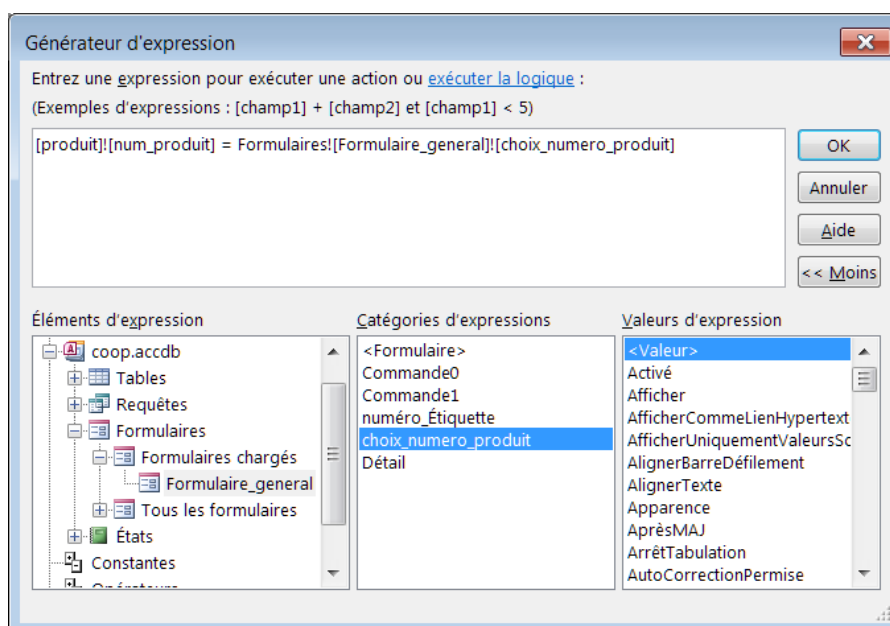 Générateur d'expression
Entrez une expression pour exécuter une action ou exécuter la logique :
(Exemples d'expressions : [champ1] + [champ2] et [champ1] < 5)
[produit]![num_produit] = Formulaires![Formulaire_general]![choix_numero_produit]
OK
Annuler
Aide
<< Moins
Éléments d'expression
coop.accdb
Tables
Requêtes
Formulaires
Formulaires chargés
Formulaire_general
Tous les formulaires
États
Constantes
Catégories d'expressions
<Formulaire>
Commande0
Commande1
numéro_Étiquette
choix_numero_produit
Détail
Valeurs d'expression
<Valeur>
Activé
Afficher
AfficherCommeLienHypertext
AfficherUniquementValeursSc
AlignerBarreDéfilement
AlignerTexte
Apparence
AprèsMAJ
ArrêtTabulation
AutoCorrectionPermise